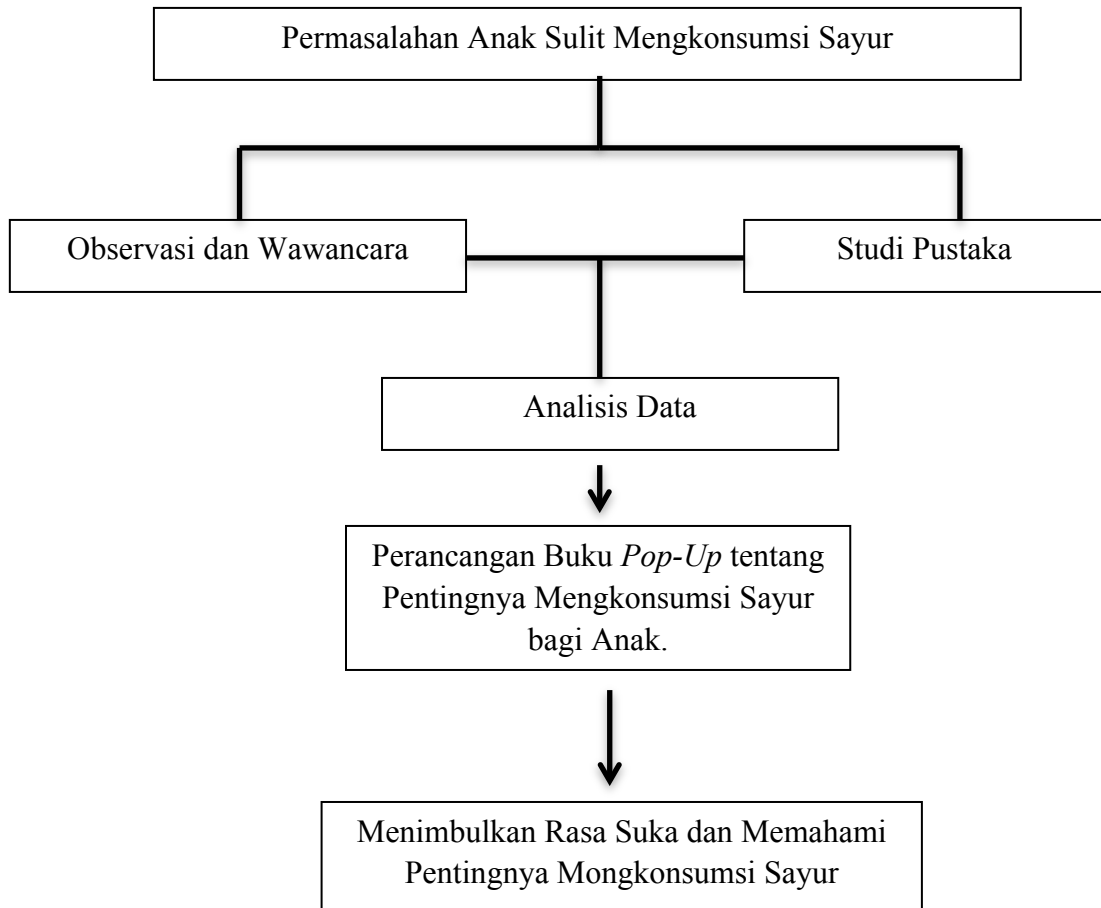 Permasalahan Anak Sulit Mengkonsumsi Sayur
Observasi dan Wawancara
Studi Pustaka
Analisis Data
Perancangan Buku Pop-Up tentang
Pentingnya Mengkonsumsi Sayur
bagi Anak.
Menimbulkan Rasa Suka dan Memahami
Pentingnya Mongkonsumsi Sayur